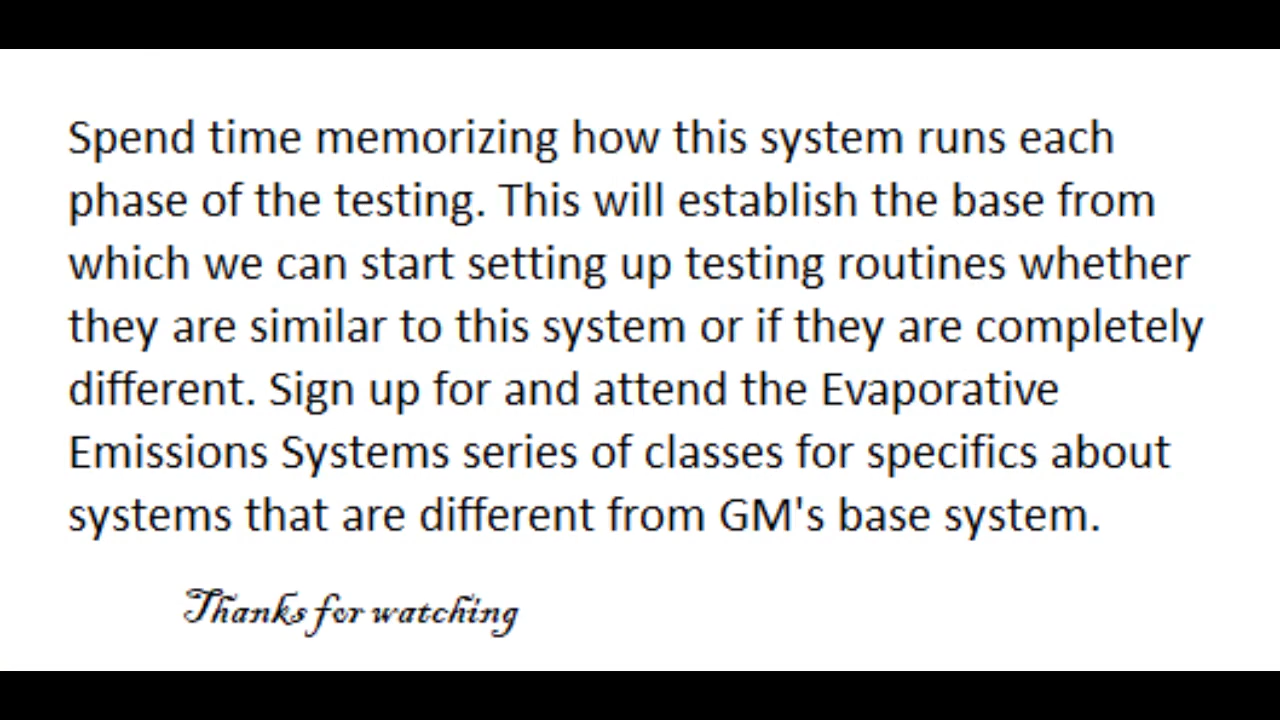 Spend time memorizing how this system runs each
phase of the testing. This will establish the base from
which we can start setting up testing routines whether
they are similar to this system or if they are completely
different. Sign up for and attend the Evaporative
Emissions Systems series of classes for specifics about
systems that are different from GM's base system.
Thanks for watching